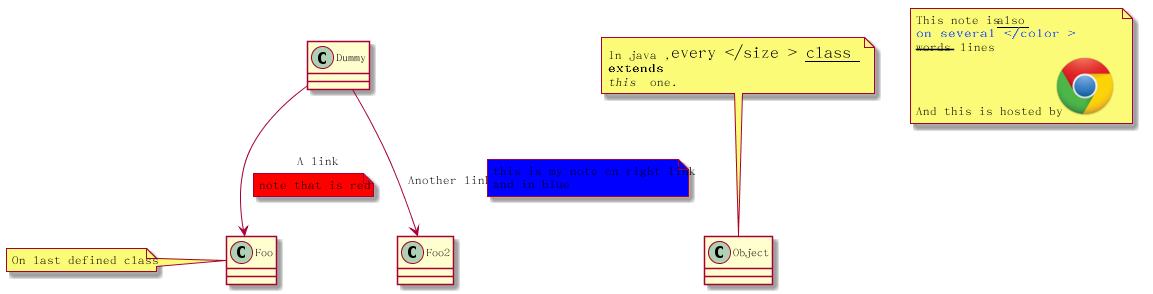 C Dummy
A link
note that is red
Another link
this is my note on right link
and in blue
C Foo
C Foo2
On last defined class
In java ,every </size > class
extends
this one.
C Object
This note is also
on several </color >
words lines
And this is hosted by